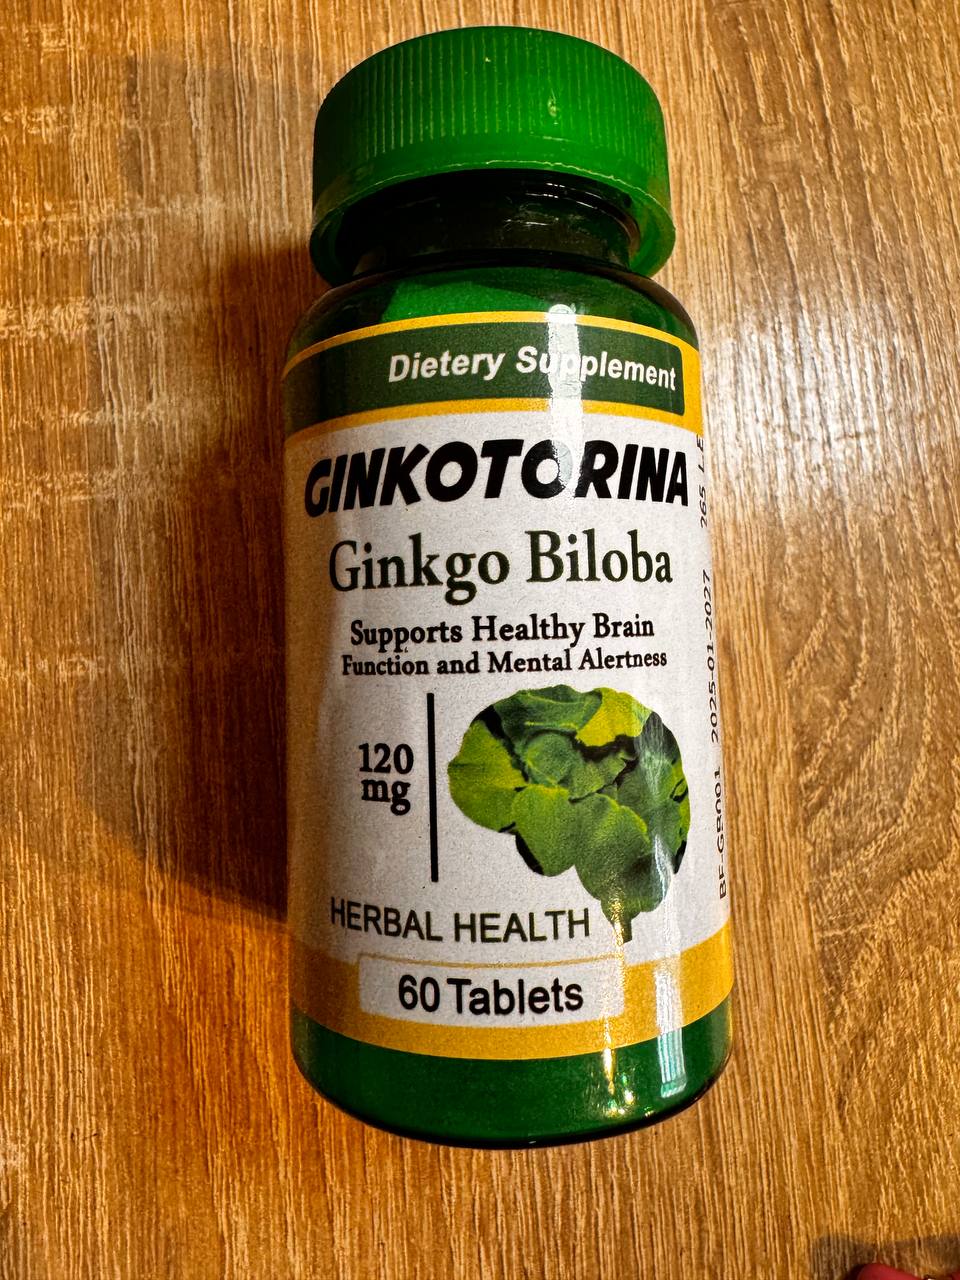 Dietery Supplement
GINKOTORINA
Ginkgo Biloba
Supports Healthy Brain
Function and Mental Alertness
120
mg
HERBAL HEALTH
60 Tablets
BF-GB001 2025-01-2027 265 LE